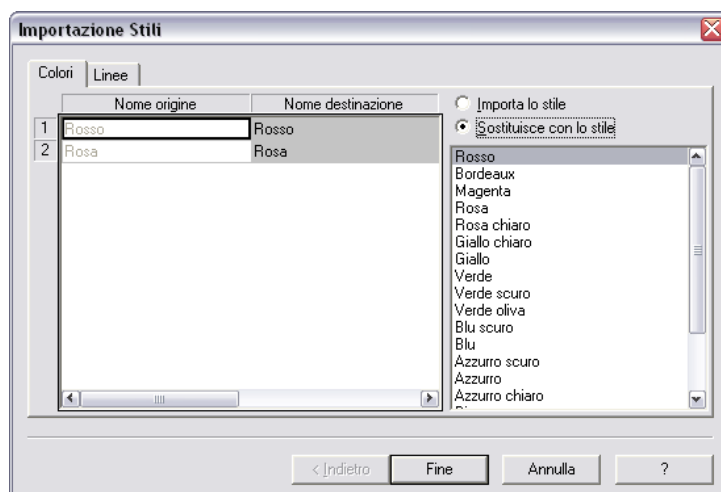 Importazione Stili
Colori Linee
Nome origine Nome destinazione
1 Rosso Rosso
2 Rosa Rosa
Importa lo stile
Sostituisce con lo stile
Rosso
Bordeaux
Magenta
Rosa
Rosa chiaro
Giallo chiaro
Giallo
Verde
Verde scuro
Verde oliva
Blu scuro
Blu
Azzurro scuro
Azzurro
Azzurro chiaro
< Indietro Fine Annulla ?